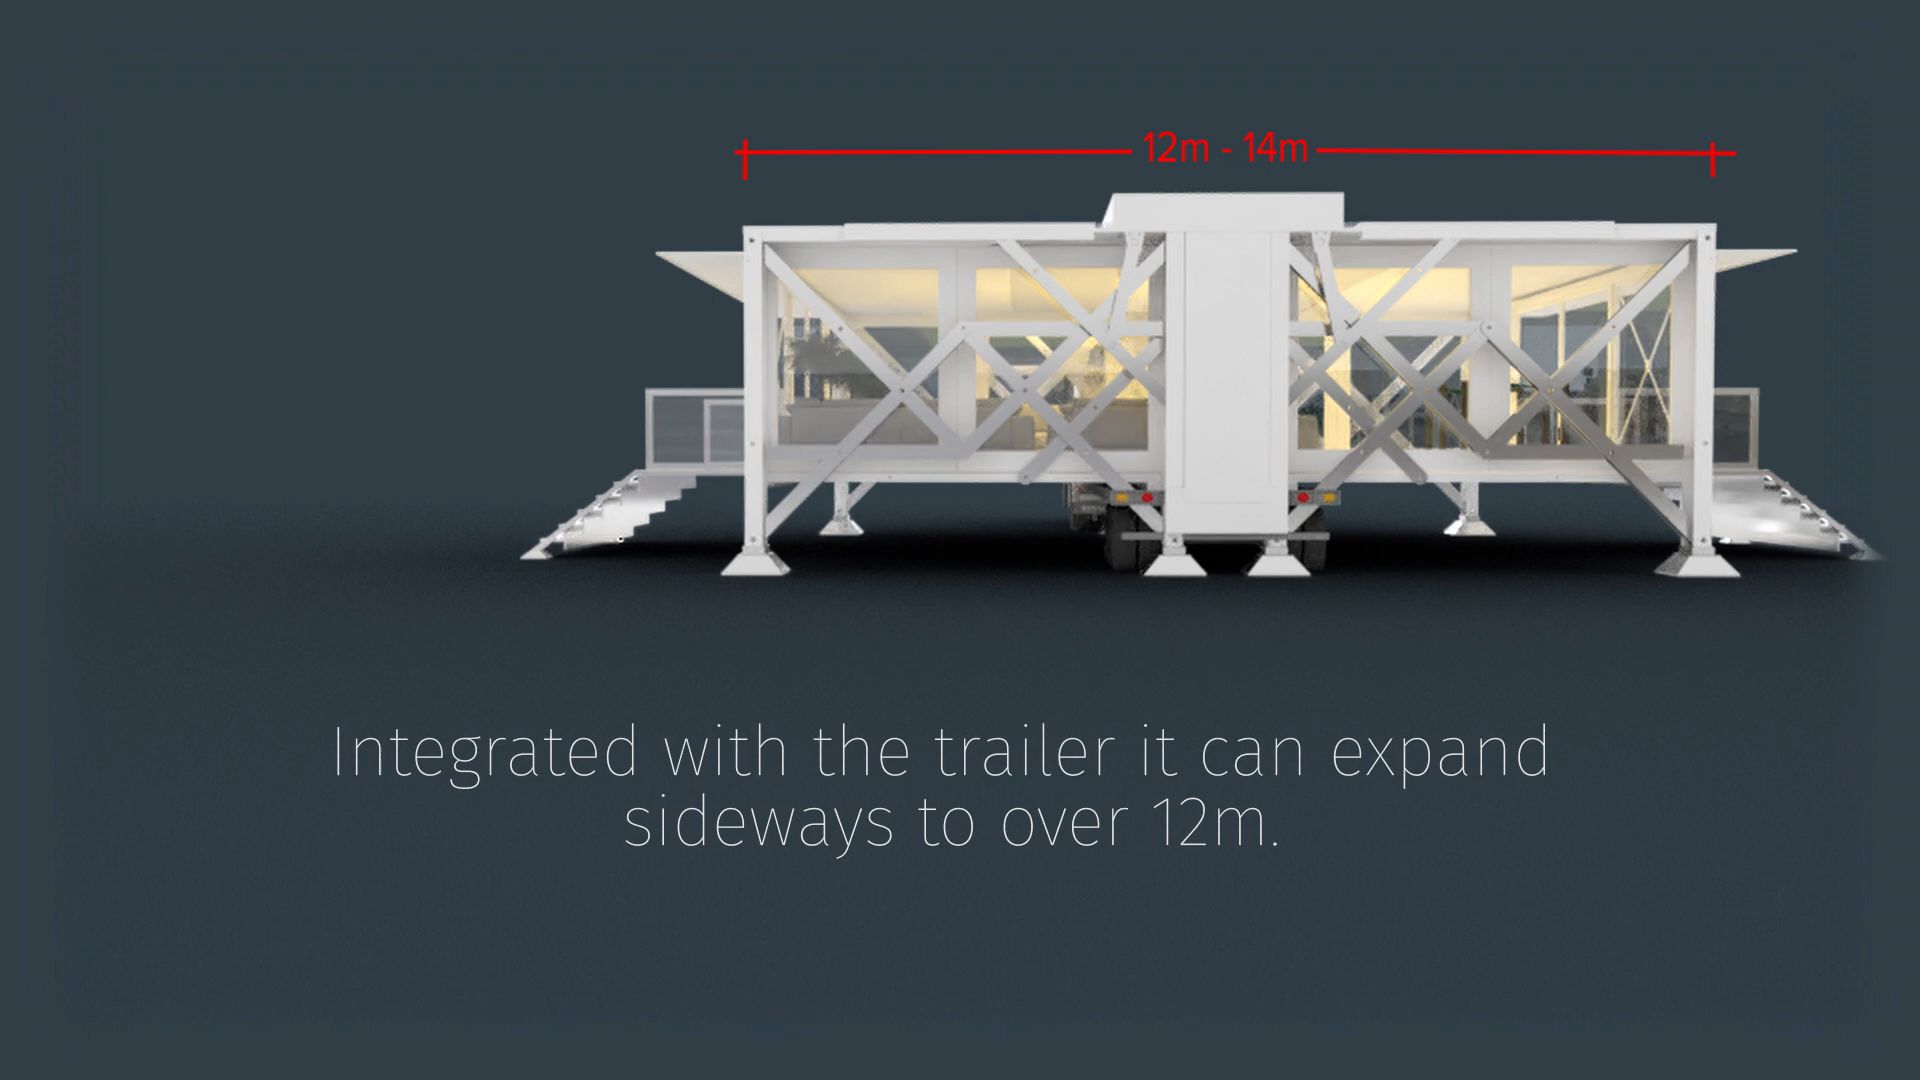 12m - 14m
Integrated with the trailer it can expand
sideways to over 12m.